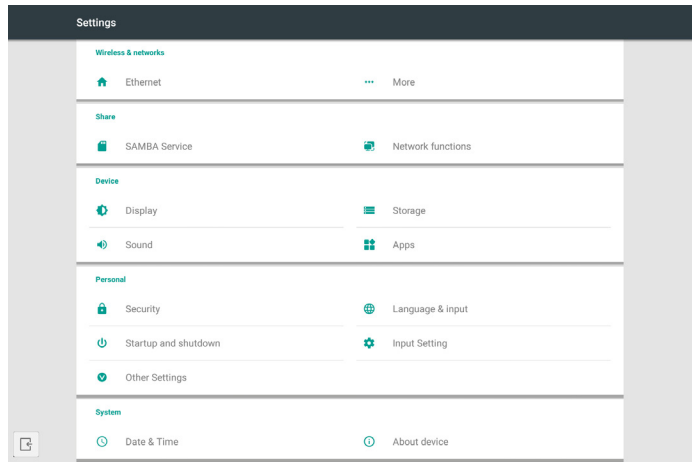 Settings
Wireless & networks
Ethernet
More
Share
SAMBA Service
Network functions
Device
Display
Storage
Sound
Apps
Personal
Security
Language & input
Startup and shutdown
Input Setting
Other Settings
System
Date & Time
About device